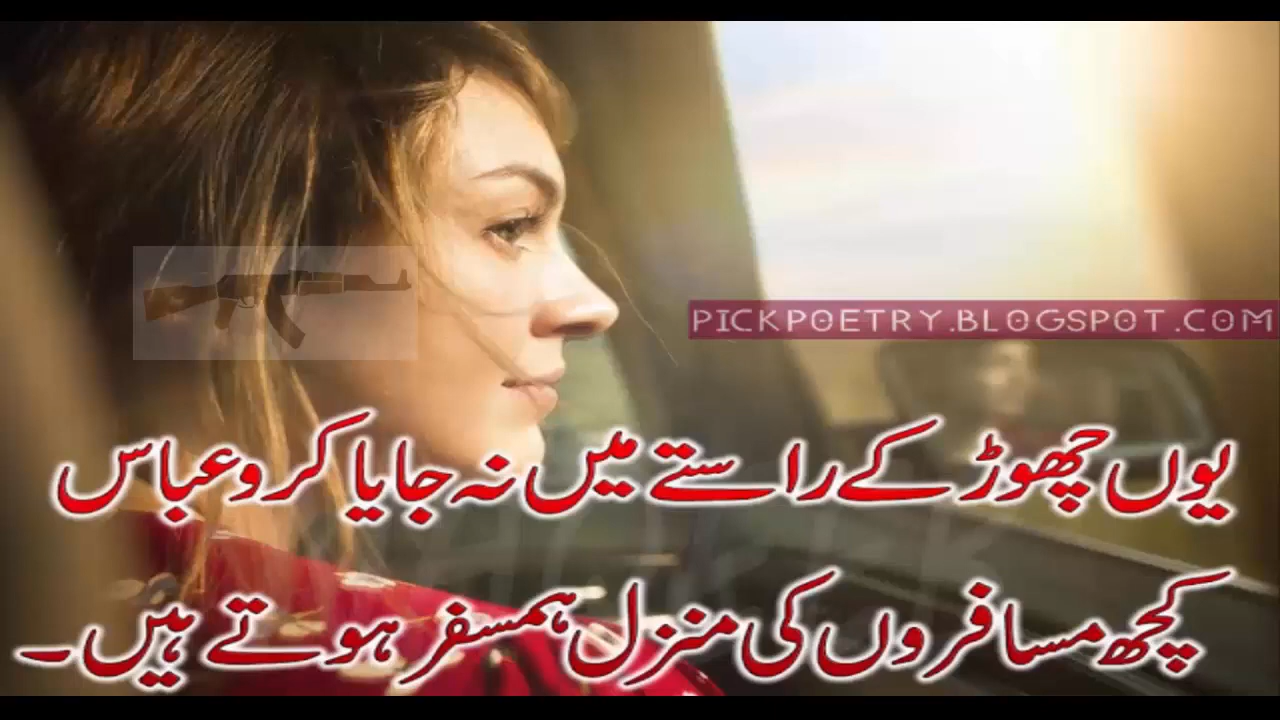 PICKPOETRY.BLOGSPOT.COM
یوں چھوڑ کے راستے میں نہ جایا کرو عباس
کچھ مسافروں کی منزل ہمسفر ہوتے ہیں۔